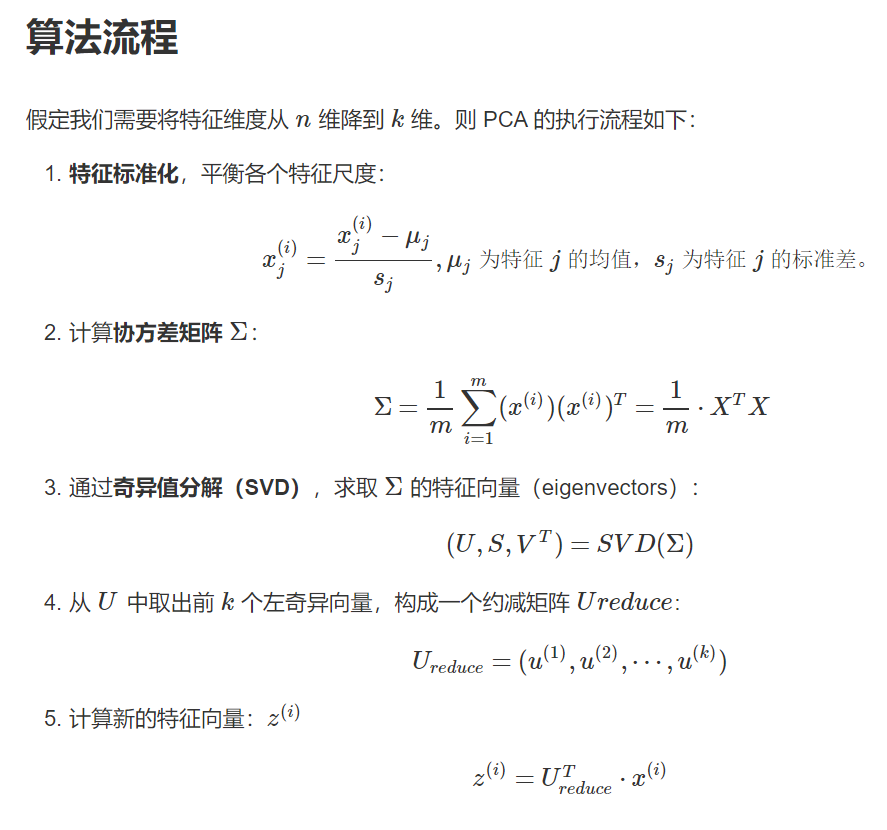 算法流程
假定我们需要将特征维度从 n 维降到 k 维。则 PCA 的执行流程如下：
1. 特征标准化，平衡各个特征尺度：
x_j^{(i)} = \frac{x_j^{(i)} - \mu_j}{s_j}, \mu_j 为特征 j 的均值，s_j 为特征 j 的标准差。
2. 计算协方差矩阵 Σ：
\Sigma = \frac{1}{m} \sum_{i=1}^{m} (x^{(i)})(x^{(i)})^T = \frac{1}{m} \cdot X^T X
3. 通过奇异值分解（SVD），求取 Σ 的特征向量（eigenvectors）：
(U, S, V^T) = SVD(\Sigma)
4. 从 U 中取出前 k 个左奇异向量，构成一个约减矩阵 Ureduce：
U_{reduce} = (u^{(1)}, u^{(2)}, \cdots, u^{(k)})
5. 计算新的特征向量：z^{(i)}
z^{(i)} = U_{reduce}^T \cdot x^{(i)}